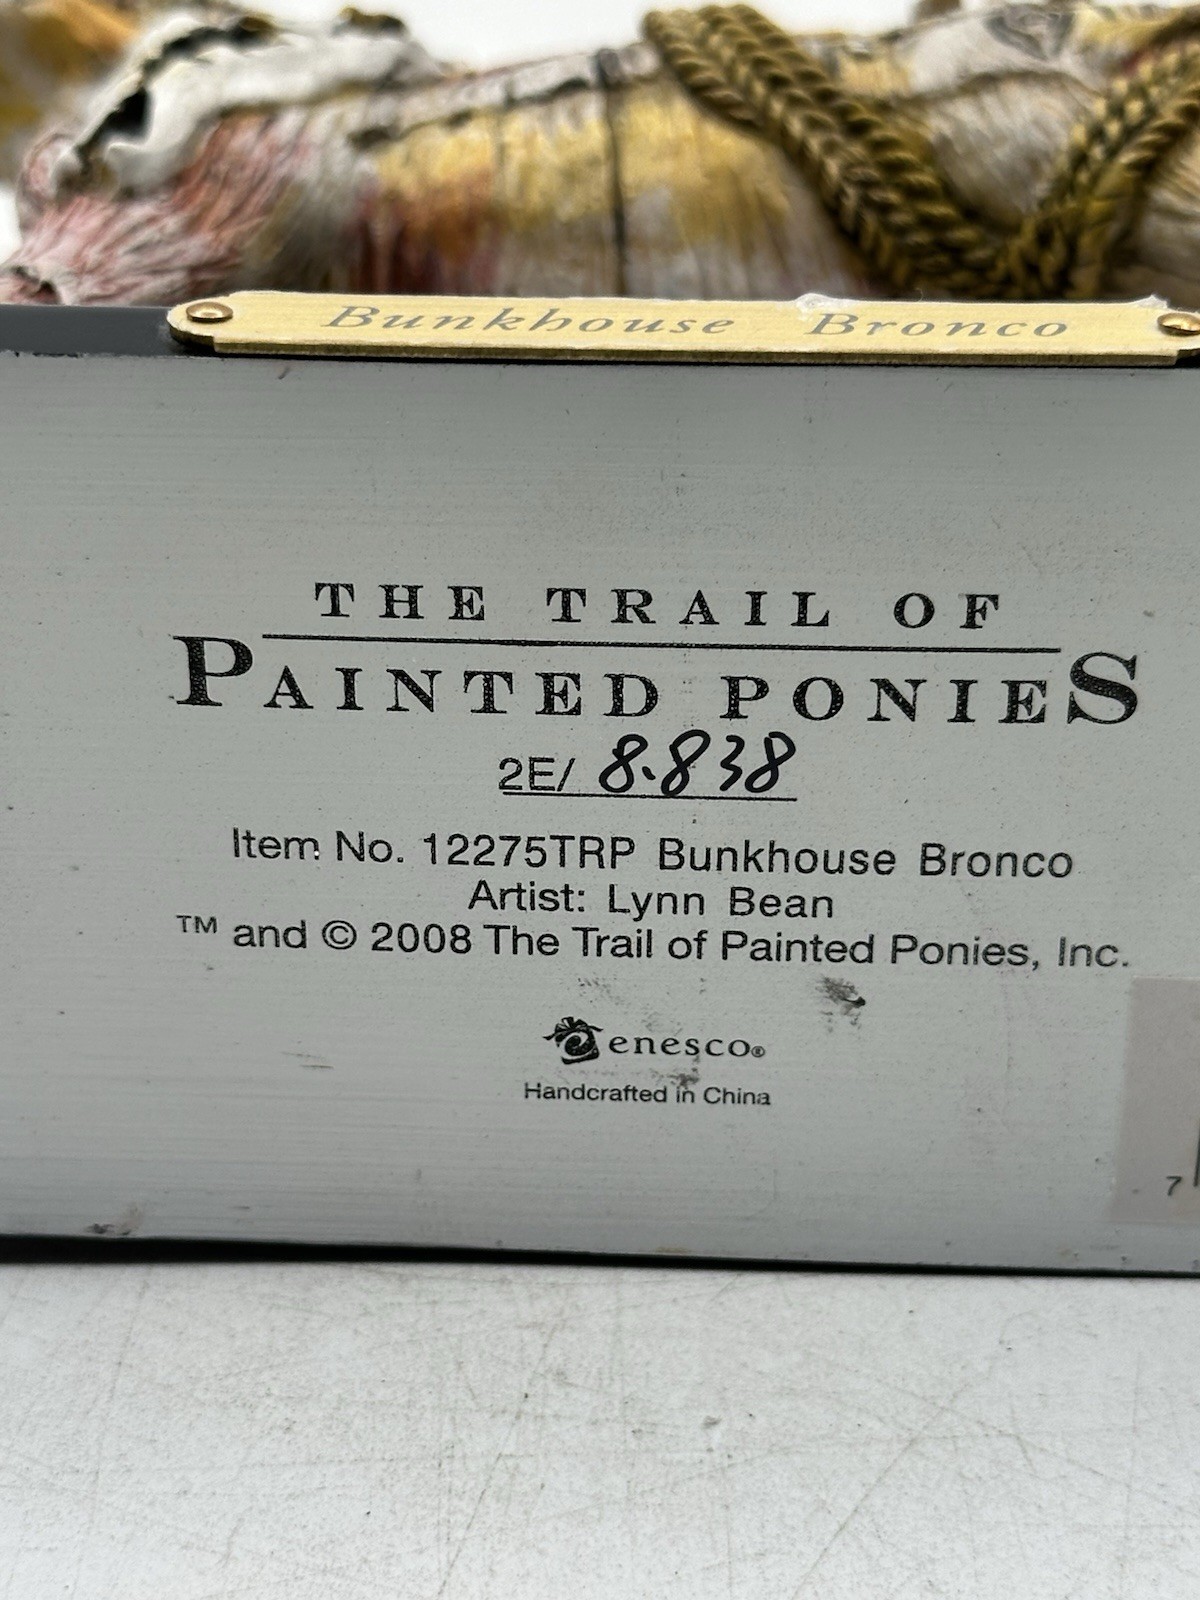 Bunkhouse Bronco
THE TRAIL OF
PAINTED PONIES
2E/ 8.838
Item No. 12275TRP Bunkhouse Bronco
Artist: Lynn Bean
™ and © 2008 The Trail of Painted Ponies, Inc.
enesco®
Handcrafted in China
7